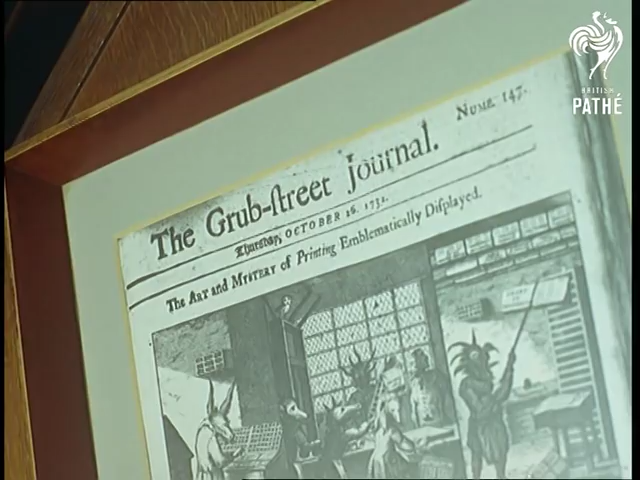 BRITISH
PATHÉ
NUMB 147.
The Grub-ſtreet Journal.
Thursday, OCTOBER 26. 1732.
The ART and MYSTERY of Printing Emblematically Diſplayed.